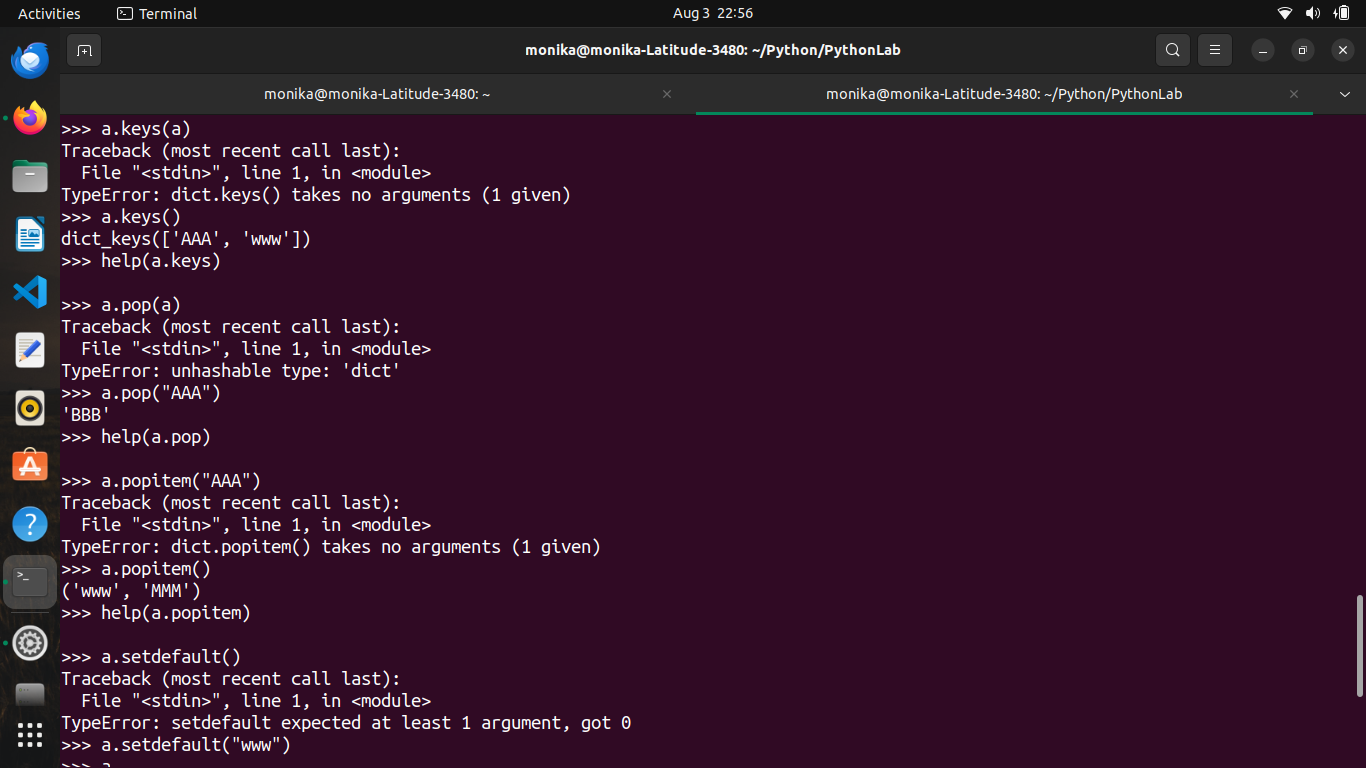 Activities
Terminal
Aug 3 22:56
monika@monika-Latitude-3480: ~/Python/PythonLab
monika@monika-Latitude-3480: ~
monika@monika-Latitude-3480: ~/Python/PythonLab
>>> a.keys(a)
Traceback (most recent call last):
  File "<stdin>", line 1, in <module>
TypeError: dict.keys() takes no arguments (1 given)
>>> a.keys()
dict_keys(['AAA', 'www'])
>>> help(a.keys)
>>> a.pop(a)
Traceback (most recent call last):
  File "<stdin>", line 1, in <module>
TypeError: unhashable type: 'dict'
>>> a.pop("AAA")
'BBB'
>>> help(a.pop)
>>> a.popitem("AAA")
Traceback (most recent call last):
  File "<stdin>", line 1, in <module>
TypeError: dict.popitem() takes no arguments (1 given)
>>> a.popitem()
('www', 'MMM')
>>> help(a.popitem)
>>> a.setdefault()
Traceback (most recent call last):
  File "<stdin>", line 1, in <module>
TypeError: setdefault expected at least 1 argument, got 0
>>> a.setdefault("www")
>>> a